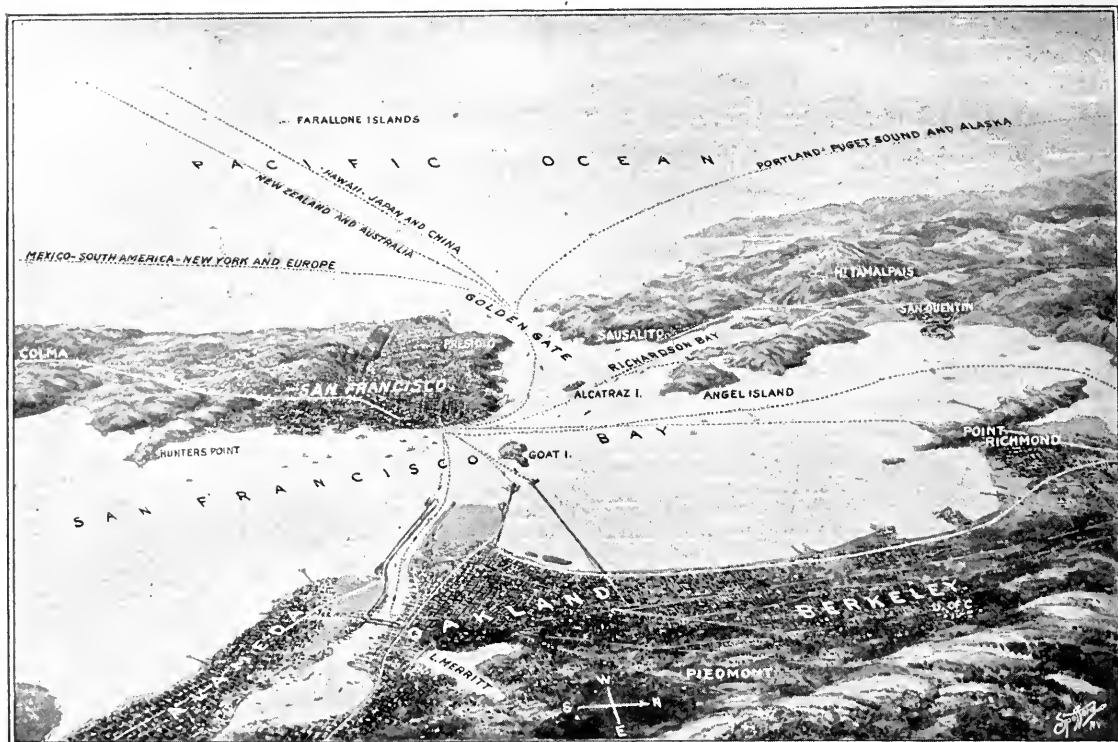 FARALLONE ISLANDS
PACIFIC OCEAN
PORTLAND-PUGET SOUND AND ALASKA
HAWAII-JAPAN AND CHINA
NEW ZEALAND AND AUSTRALIA
MEXICO-SOUTH AMERICA-NEW YORK AND EUROPE
GOLDEN GATE
MT. TAMALPAIS
SAN QUENTIN
SAUSALITO
RICHARDSON BAY
PRESIDIO
COLMA
SAN FRANCISCO
ALCATRAZ I.
ANGEL ISLAND
POINT
RICHMOND
HUNTERS POINT
GOAT I.
SAN FRANCISCO BAY
OAKLAND
BERKELEY
U. OF C.
ALAMEDA
L. MERRITT
PIEDMONT
W
S N
E